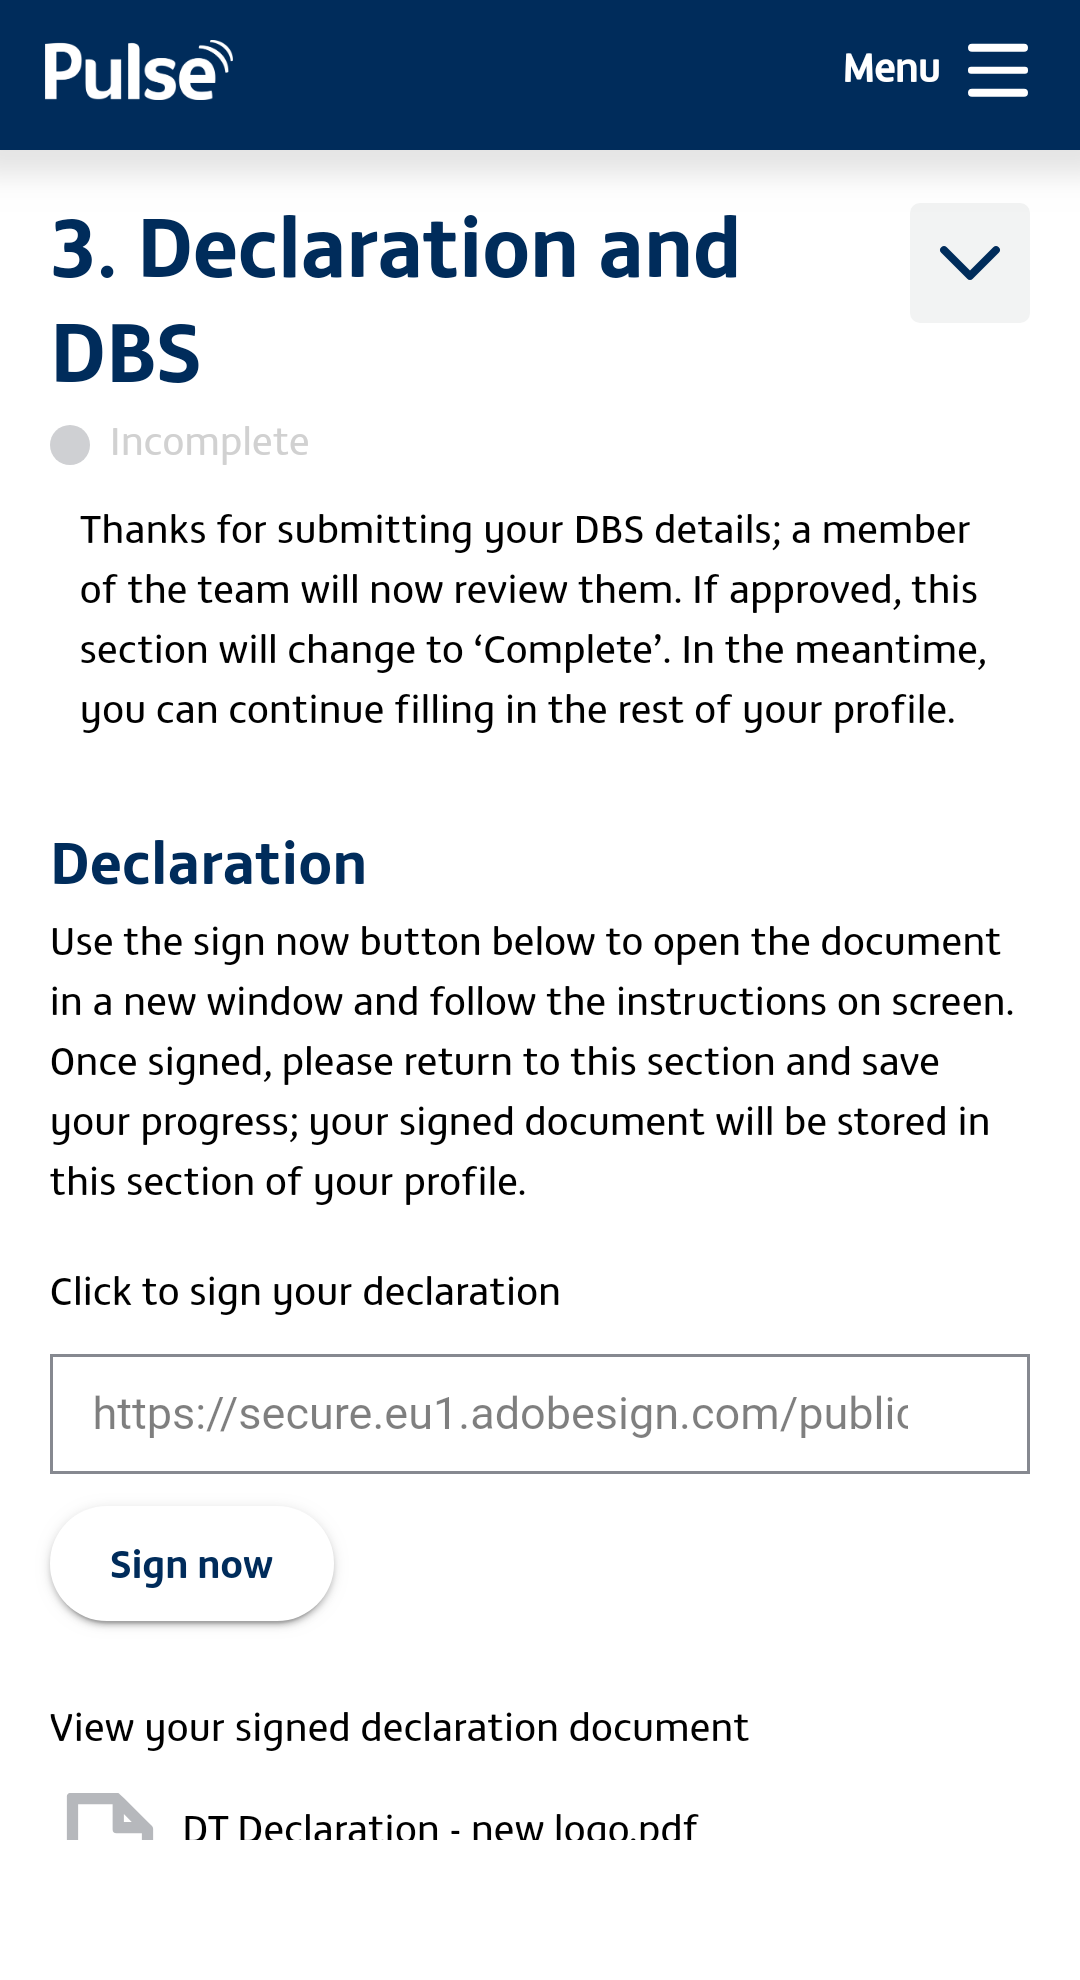 Pulse
Menu
3. Declaration and
DBS
Incomplete
Thanks for submitting your DBS details; a member
of the team will now review them. If approved, this
section will change to ‘Complete’. In the meantime,
you can continue filling in the rest of your profile.
Declaration
Use the sign now button below to open the document
in a new window and follow the instructions on screen.
Once signed, please return to this section and save
your progress; your signed document will be stored in
this section of your profile.
Click to sign your declaration
https://secure.eu1.adobesign.com/public
Sign now
View your signed declaration document
DT Declaration - new logo.pdf